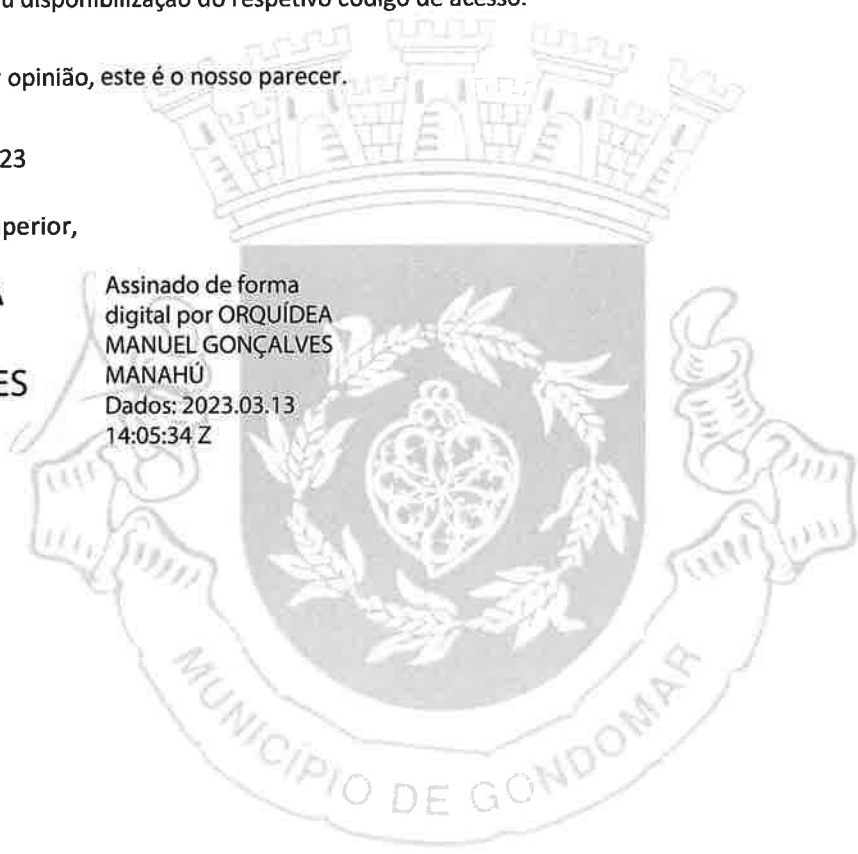 u disponibilização do respetivo código de acesso.
opinião, este é o nosso parecer.
23
perior,
A
ES
Assinado de forma
digital por ORQUÍDEA
MANUEL GONÇALVES
MANAHÚ
Dados: 2023.03.13
14:05:34 Z
MUNICÍPIO DE GONDOMAR